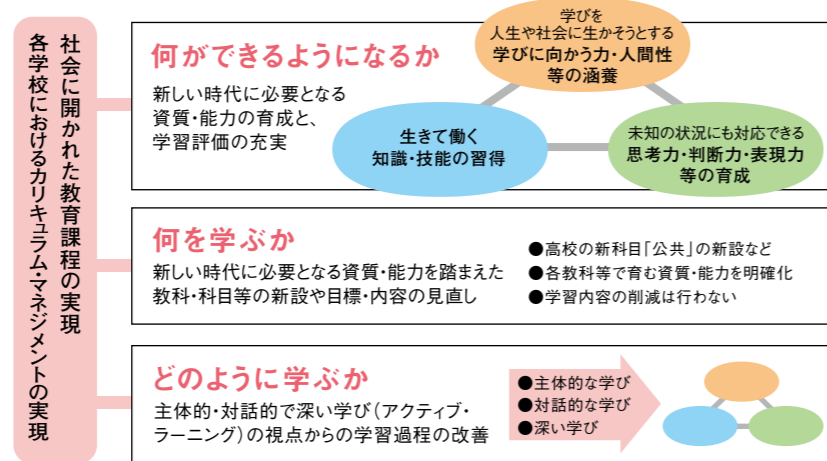 社会に開かれた教育課程の実現
各学校におけるカリキュラム・マネジメントの実現
何ができるようになるか
新しい時代に必要となる
資質・能力の育成と、
学習評価の充実
学びを
人生や社会に生かそうとする
学びに向かう力・人間性
等の涵養
生きて働く
知識・技能の習得
未知の状況にも対応できる
思考力・判断力・表現力
等の育成
何を学ぶか
新しい時代に必要となる資質・能力を踏まえた
教科・科目等の新設や目標・内容の見直し
●高校の新科目「公共」の新設など
●各教科等で育む資質・能力を明確化
●学習内容の削減は行わない
どのように学ぶか
主体的・対話的で深い学び(アクティブ・
ラーニング)の視点からの学習過程の改善
●主体的な学び
●対話的な学び
●深い学び